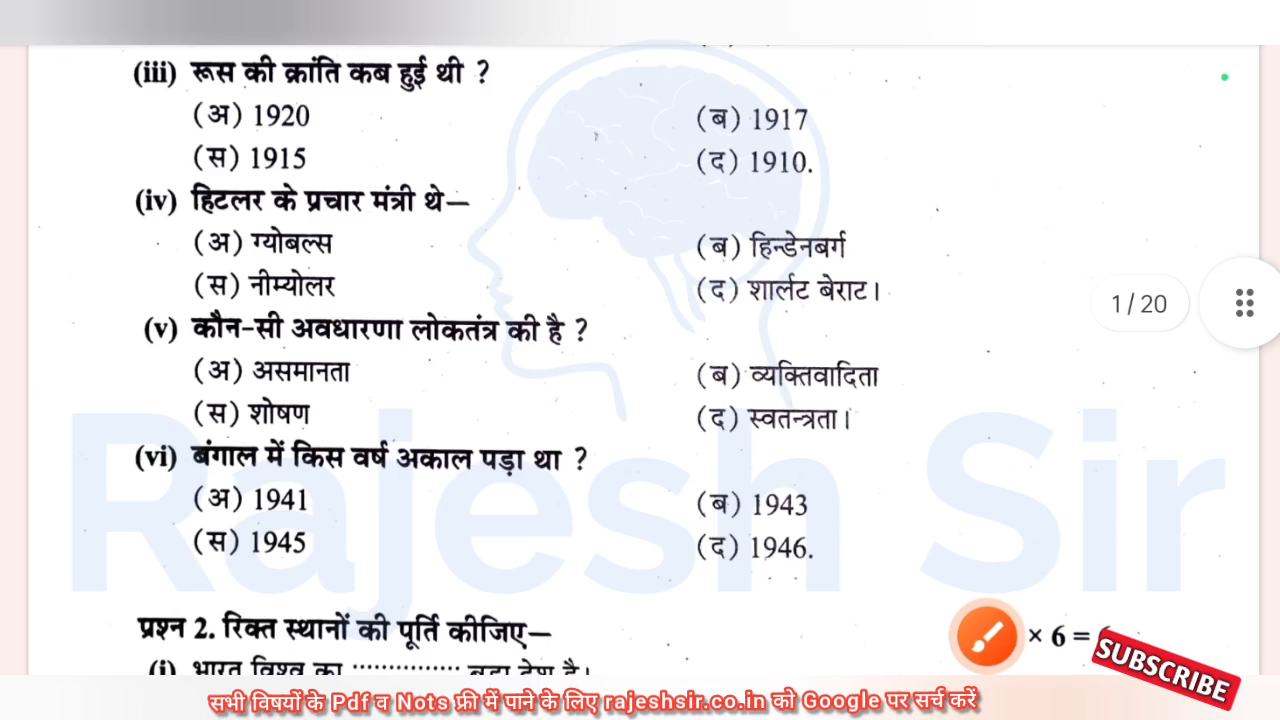 (iii) रूस की क्रांति कब हुई थी ?
(अ) 1920 (ब) 1917
(स) 1915 (द) 1910.
(iv) हिटलर के प्रचार मंत्री थे—
(अ) ग्योबल्स (ब) हिन्डेनबर्ग
(स) नीम्योलर (द) शार्लट बेराट।
1 / 20
(v) कौन-सी अवधारणा लोकतंत्र की है ?
(अ) असमानता (ब) व्यक्तिवादिता
(स) शोषण (द) स्वतन्त्रता।
Rajesh Sir
(vi) बंगाल में किस वर्ष अकाल पड़ा था ?
(अ) 1941 (ब) 1943
(स) 1945 (द) 1946.
प्रश्न 2. रिक्त स्थानों की पूर्ति कीजिए— × 6 =
SUBSCRIBE
(i) भारत विश्व का ............... बड़ा देश है।
सभी विषयों के Pdf व Nots फ्री में पाने के लिए rajeshsir.co.in को Google पर सर्च करें